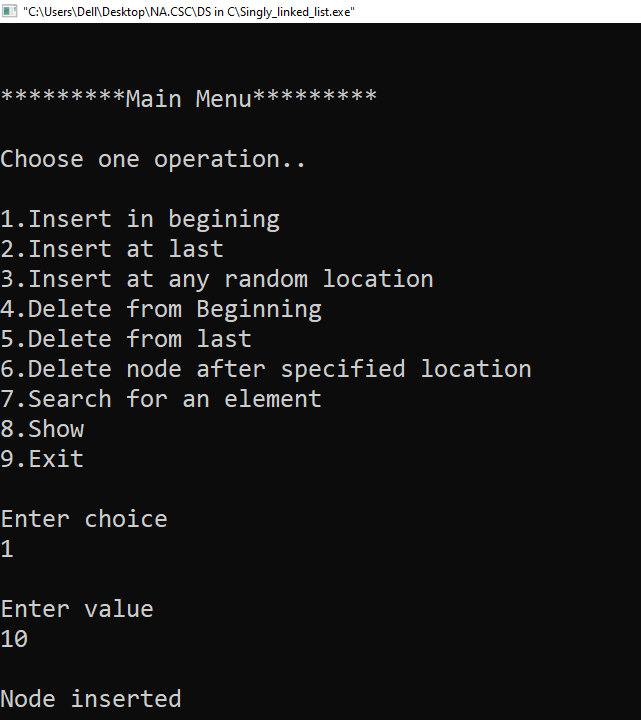 "C:\Users\Dell\Desktop\NA.CSC\DS in C\Singly_linked_list.exe"
*********Main Menu*********
Choose one operation..
1.Insert in begining
2.Insert at last
3.Insert at any random location
4.Delete from Beginning
5.Delete from last
6.Delete node after specified location
7.Search for an element
8.Show
9.Exit
Enter choice
1
Enter value
10
Node inserted